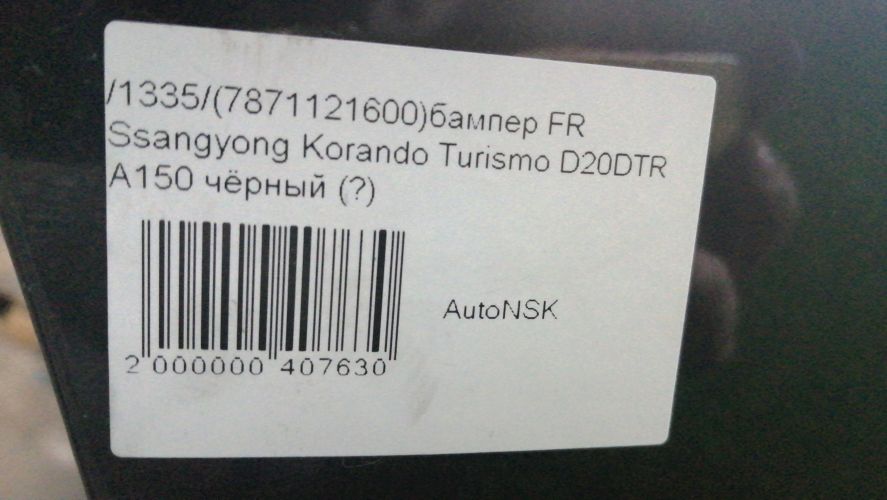 /1335/(7871121600)бампер FR
Ssangyong Korando Turismo D20DTR
A150 чёрный (?)
AutoNSK
2 000000 407630